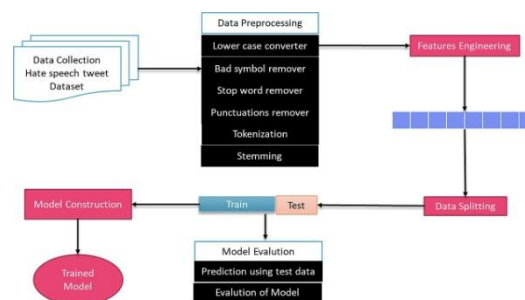 Data Collection
Hate speech tweet
Dataset
Data Preprocessing
Lower case converter
Bad symbol remover
Stop word remover
Punctuations remover
Tokenization
Stemming
Features Engineering
Data Splitting
Train
Test
Model Construction
Trained
Model
Model Evalution
Prediction using test data
Evalution of Model